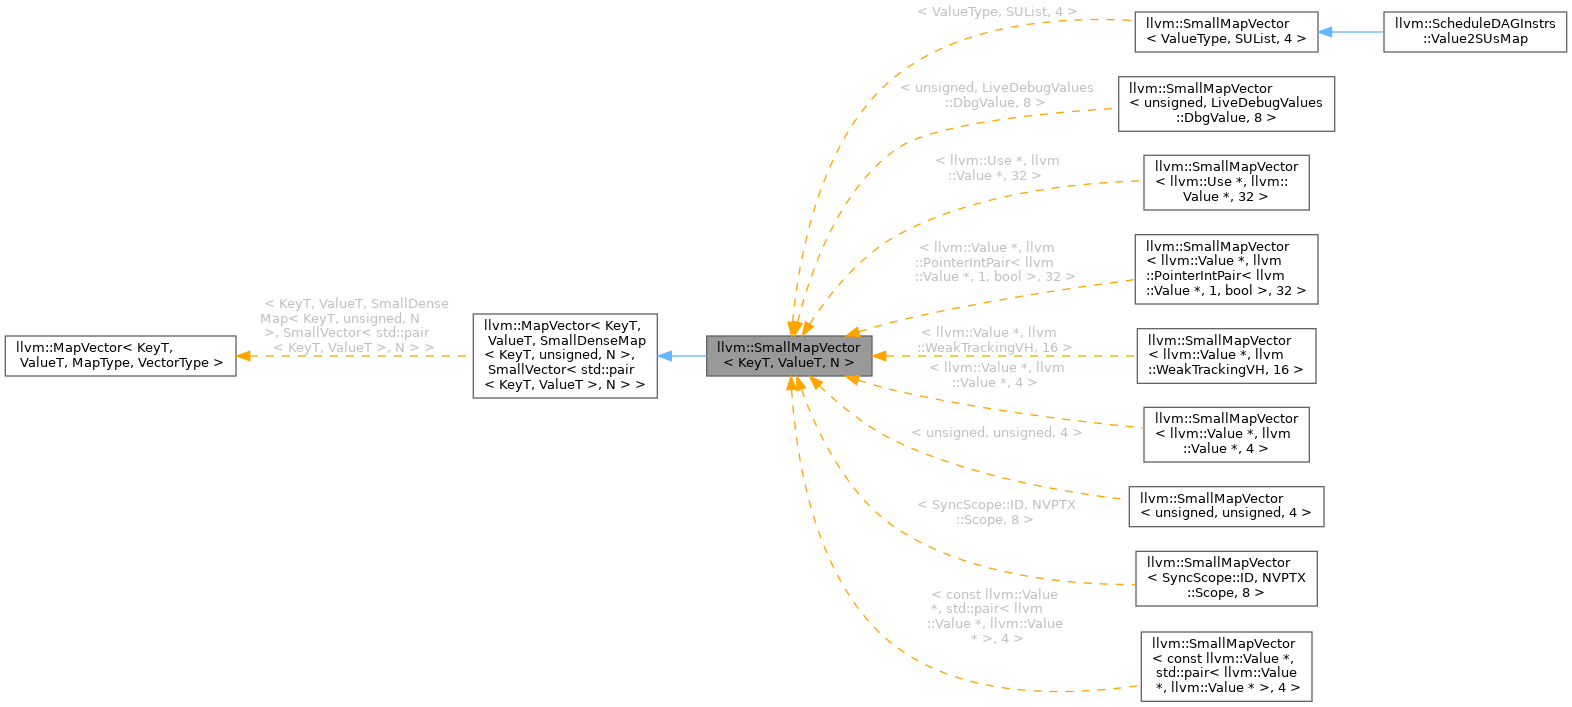 llvm::MapVector< KeyT,
ValueT, MapType, VectorType >
< KeyT, ValueT, SmallDense
Map< KeyT, unsigned, N
>, SmallVector< std::pair
< KeyT, ValueT >, N > >
llvm::MapVector< KeyT,
ValueT, SmallDenseMap
< KeyT, unsigned, N >,
SmallVector< std::pair
< KeyT, ValueT >, N > >
llvm::SmallMapVector
< KeyT, ValueT, N >
< ValueType, SUList, 4 >
llvm::SmallMapVector
< ValueType, SUList, 4 >
llvm::ScheduleDAGInstrs
::Value2SUsMap
< unsigned, LiveDebugValues
::DbgValue, 8 >
llvm::SmallMapVector
< unsigned, LiveDebugValues
::DbgValue, 8 >
< llvm::Use *, llvm
::Value *, 32 >
llvm::SmallMapVector
< llvm::Use *, llvm::
Value *, 32 >
< llvm::Value *, llvm
::PointerIntPair< llvm
::Value *, 1, bool >, 32 >
llvm::SmallMapVector
< llvm::Value *, llvm
::PointerIntPair< llvm
::Value *, 1, bool >, 32 >
< llvm::Value *, llvm
::WeakTrackingVH, 16 >
llvm::SmallMapVector
< llvm::Value *, llvm
::WeakTrackingVH, 16 >
< llvm::Value *, llvm
::Value *, 4 >
llvm::SmallMapVector
< llvm::Value *, llvm
::Value *, 4 >
< unsigned, unsigned, 4 >
llvm::SmallMapVector
< unsigned, unsigned, 4 >
< SyncScope::ID, NVPTX
::Scope, 8 >
llvm::SmallMapVector
< SyncScope::ID, NVPTX
::Scope, 8 >
< const llvm::Value
*, std::pair< llvm
::Value *, llvm::Value
* >, 4 >
llvm::SmallMapVector
< const llvm::Value *,
std::pair< llvm::Value
*, llvm::Value * >, 4 >